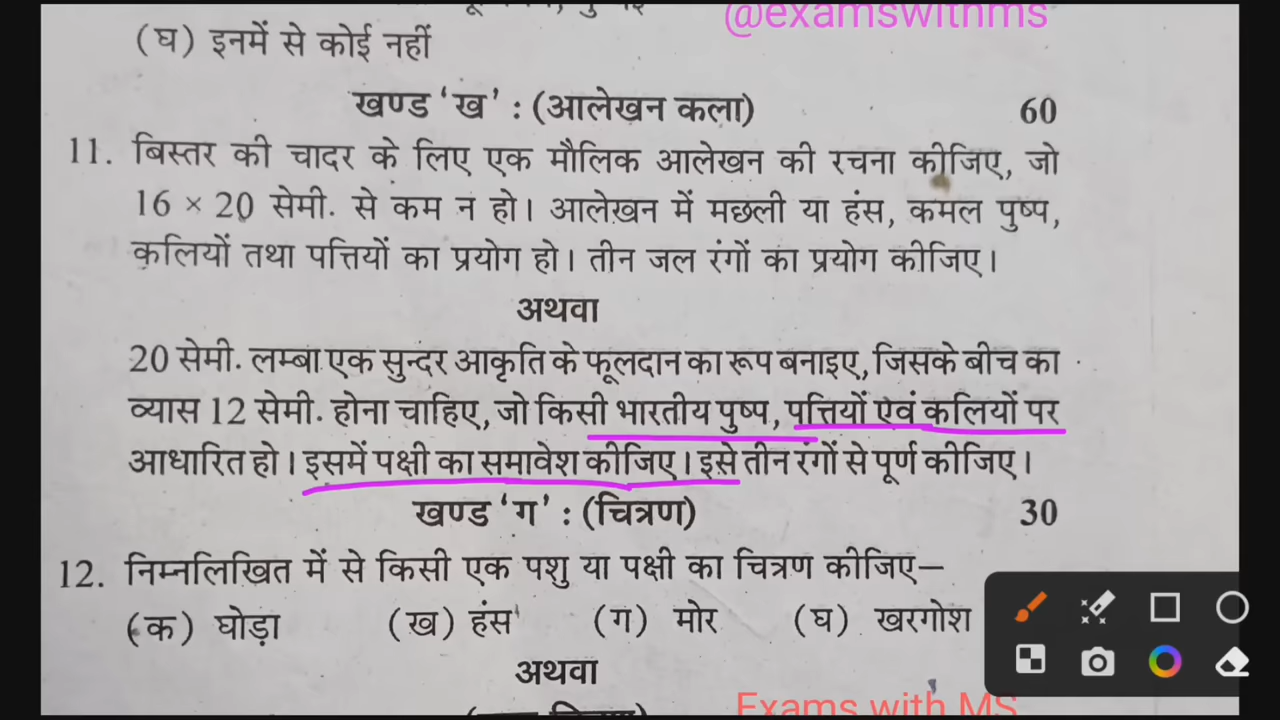 @examswithms
(घ) इनमें से कोई नहीं
खण्ड 'ख' : (आलेखन कला) 60
11. बिस्तर की चादर के लिए एक मौलिक आलेखन की रचना कीजिए, जो
16 × 20 सेमी. से कम न हो। आलेखन में मछली या हंस, कमल पुष्प,
कलियों तथा पत्तियों का प्रयोग हो। तीन जल रंगों का प्रयोग कीजिए।
अथवा
20 सेमी. लम्बा एक सुन्दर आकृति के फूलदान का रूप बनाइए, जिसके बीच का
व्यास 12 सेमी. होना चाहिए, जो किसी भारतीय पुष्प, पत्तियों एवं कलियों पर
आधारित हो। इसमें पक्षी का समावेश कीजिए। इसे तीन रंगों से पूर्ण कीजिए।
खण्ड 'ग' : (चित्रण) 30
12. निम्नलिखित में से किसी एक पशु या पक्षी का चित्रण कीजिए–
(क) घोड़ा (ख) हंस (ग) मोर (घ) खरगोश
अथवा
Exams with MS